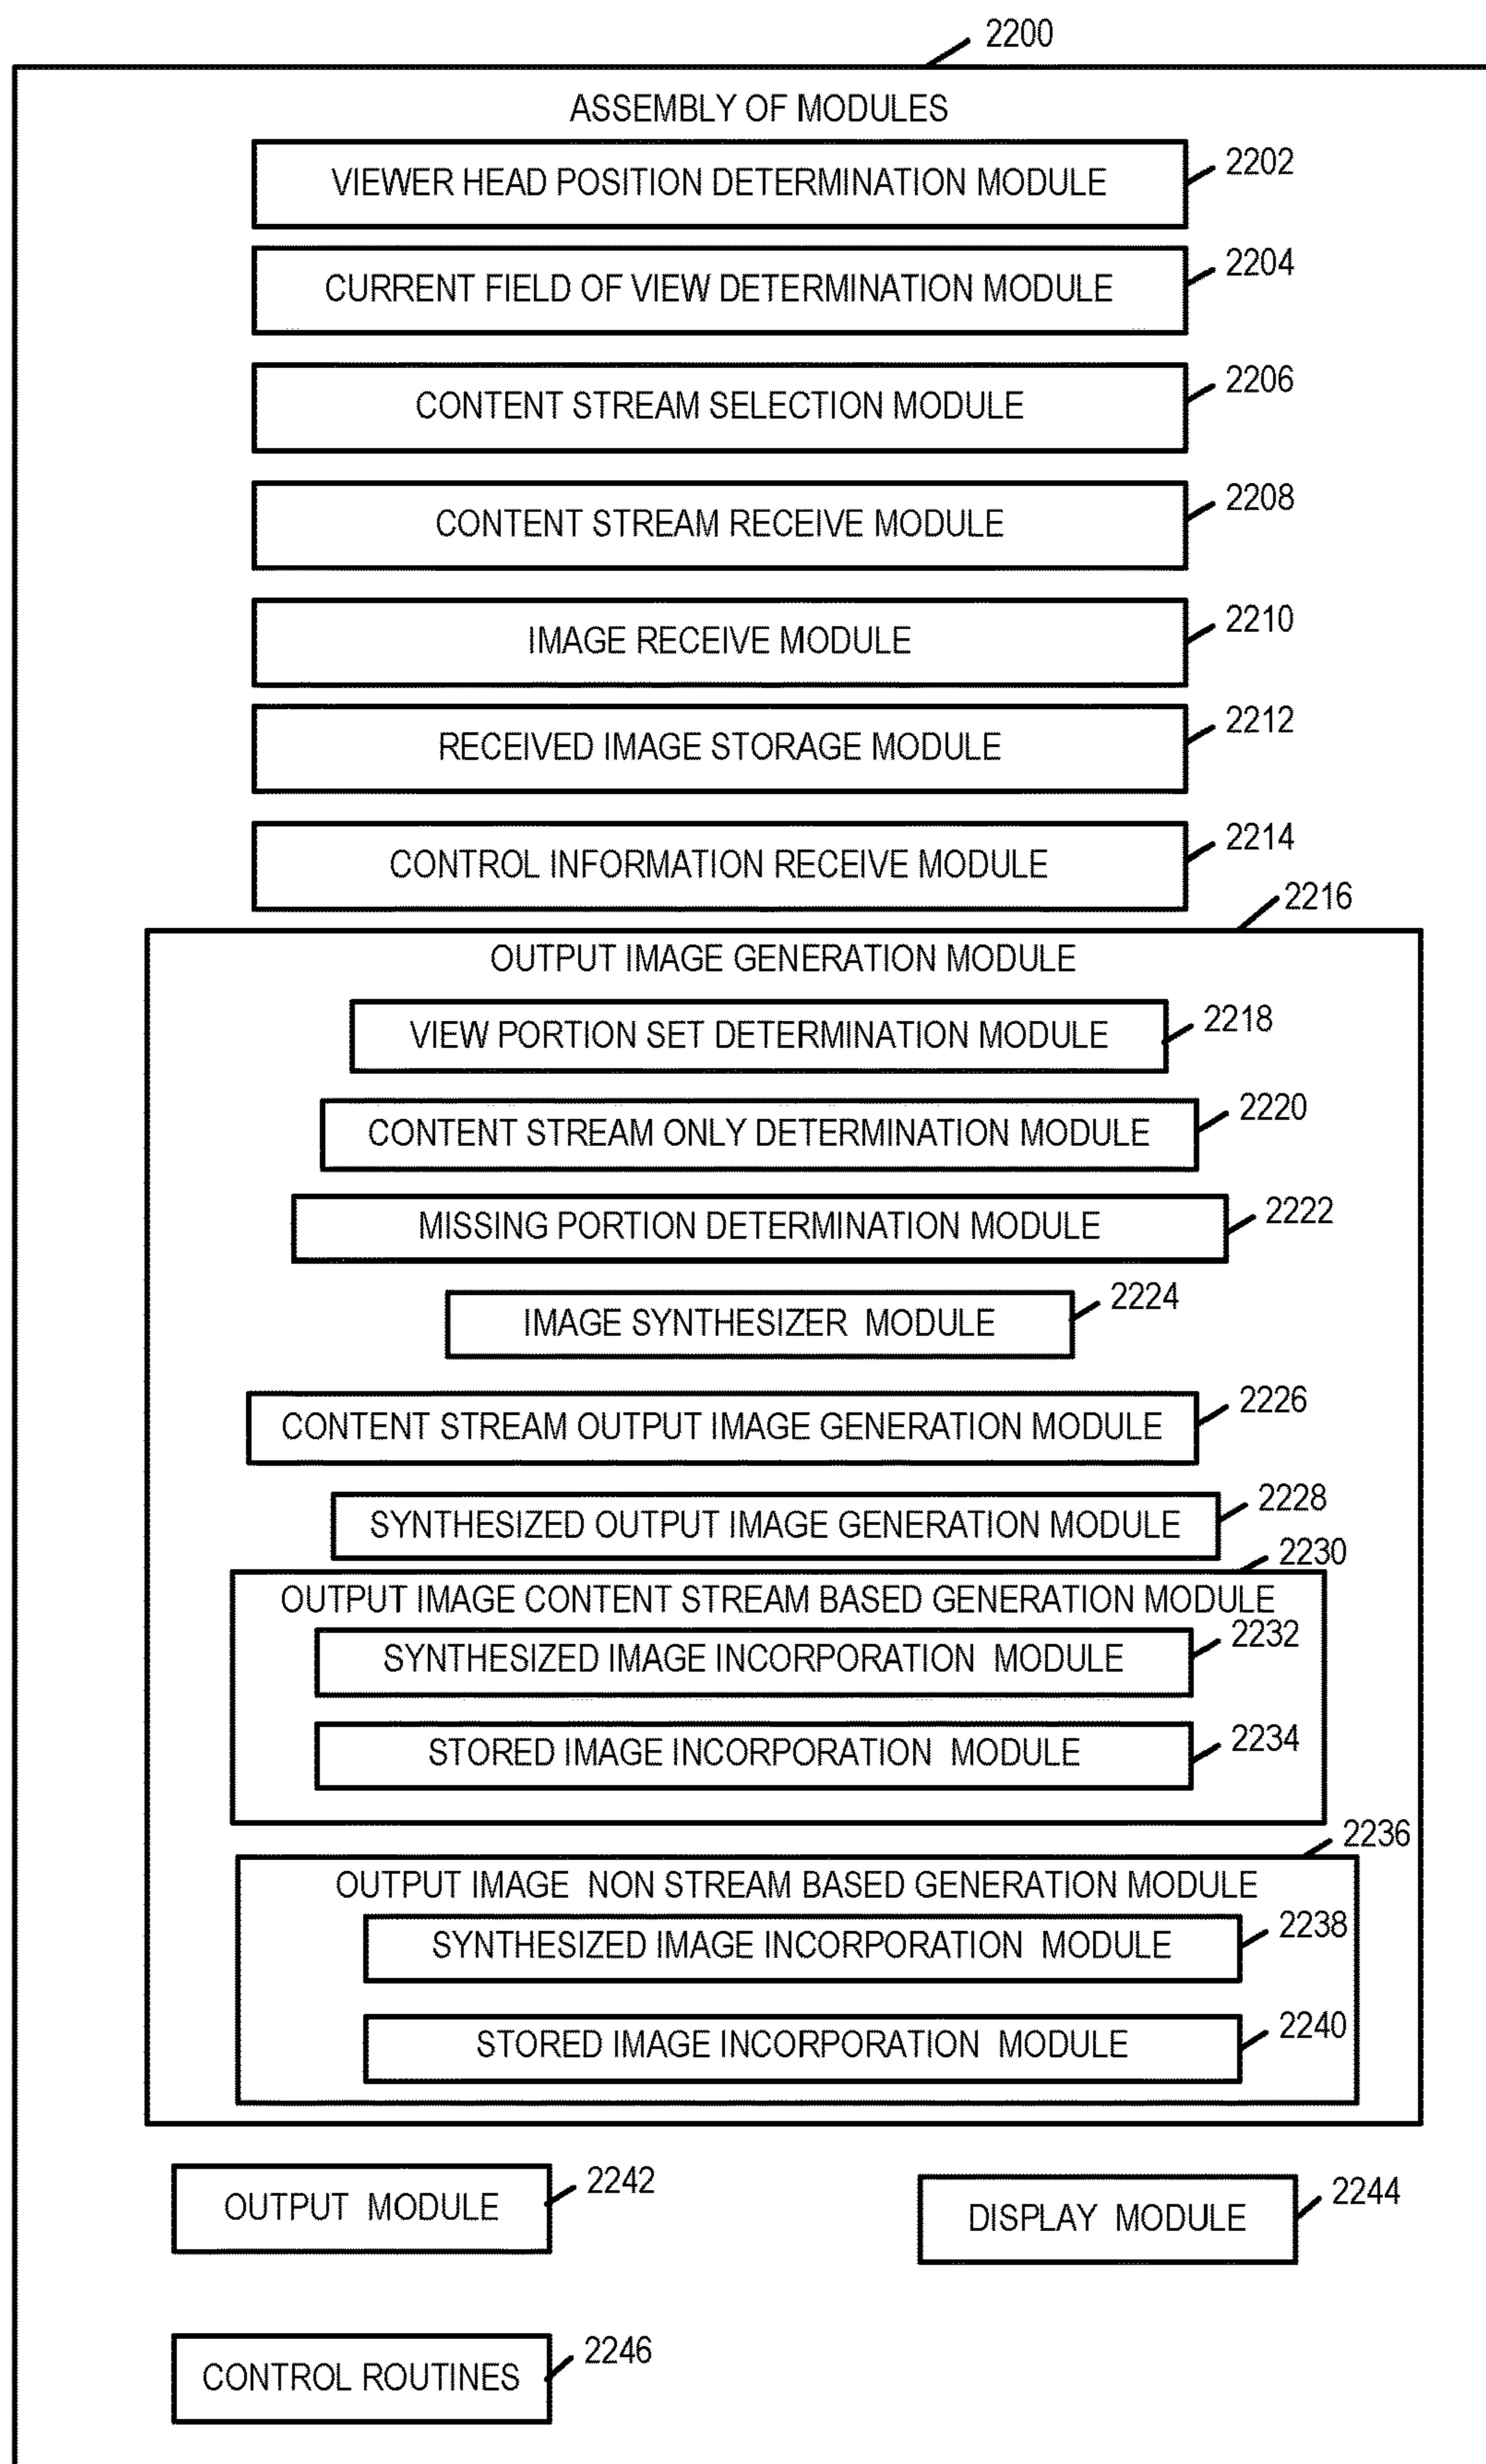 2200
ASSEMBLY OF MODULES
VIEWER HEAD POSITION DETERMINATION MODULE
2202
CURRENT FIELD OF VIEW DETERMINATION MODULE
2204
CONTENT STREAM SELECTION MODULE
2206
CONTENT STREAM RECEIVE MODULE
2208
IMAGE RECEIVE MODULE
2210
RECEIVED IMAGE STORAGE MODULE
2212
CONTROL INFORMATION RECEIVE MODULE
2214
2216
OUTPUT IMAGE GENERATION MODULE
VIEW PORTION SET DETERMINATION MODULE
2218
CONTENT STREAM ONLY DETERMINATION MODULE
2220
MISSING PORTION DETERMINATION MODULE
2222
IMAGE SYNTHESIZER MODULE
2224
CONTENT STREAM OUTPUT IMAGE GENERATION MODULE
2226
SYNTHESIZED OUTPUT IMAGE GENERATION MODULE
2228
2230
OUTPUT IMAGE CONTENT STREAM BASED GENERATION MODULE
SYNTHESIZED IMAGE INCORPORATION MODULE
2232
STORED IMAGE INCORPORATION MODULE
2234
2236
OUTPUT IMAGE NON STREAM BASED GENERATION MODULE
SYNTHESIZED IMAGE INCORPORATION MODULE
2238
STORED IMAGE INCORPORATION MODULE
2240
OUTPUT MODULE
2242
DISPLAY MODULE
2244
CONTROL ROUTINES
2246